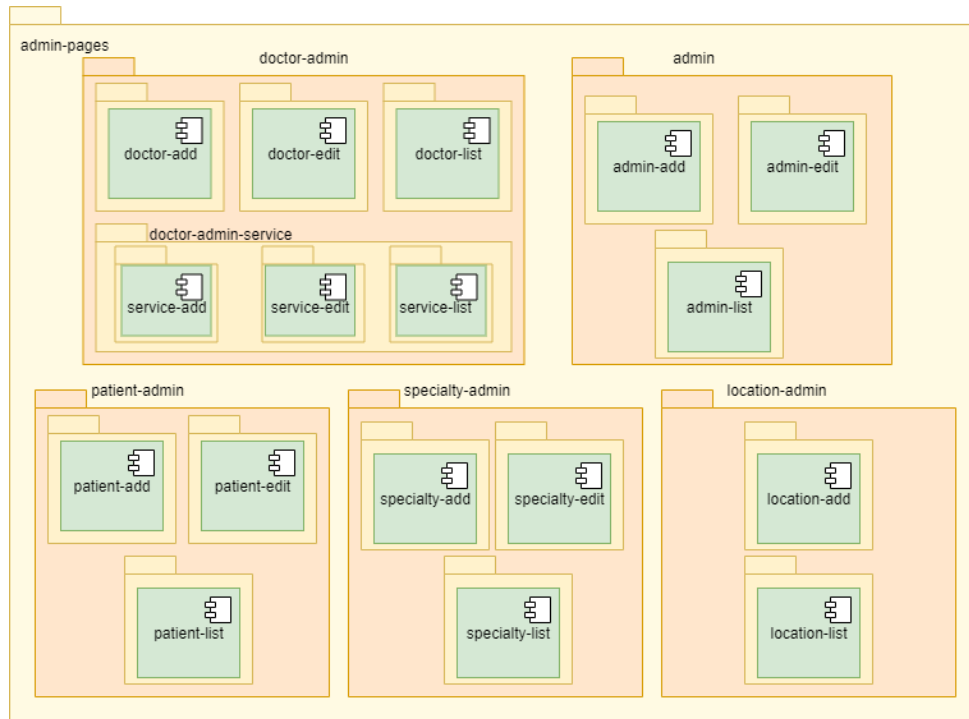 admin-pages
doctor-admin
doctor-add
doctor-edit
doctor-list
doctor-admin-service
service-add
service-edit
service-list
admin
admin-add
admin-edit
admin-list
patient-admin
patient-add
patient-edit
patient-list
specialty-admin
specialty-add
specialty-edit
specialty-list
location-admin
location-add
location-list